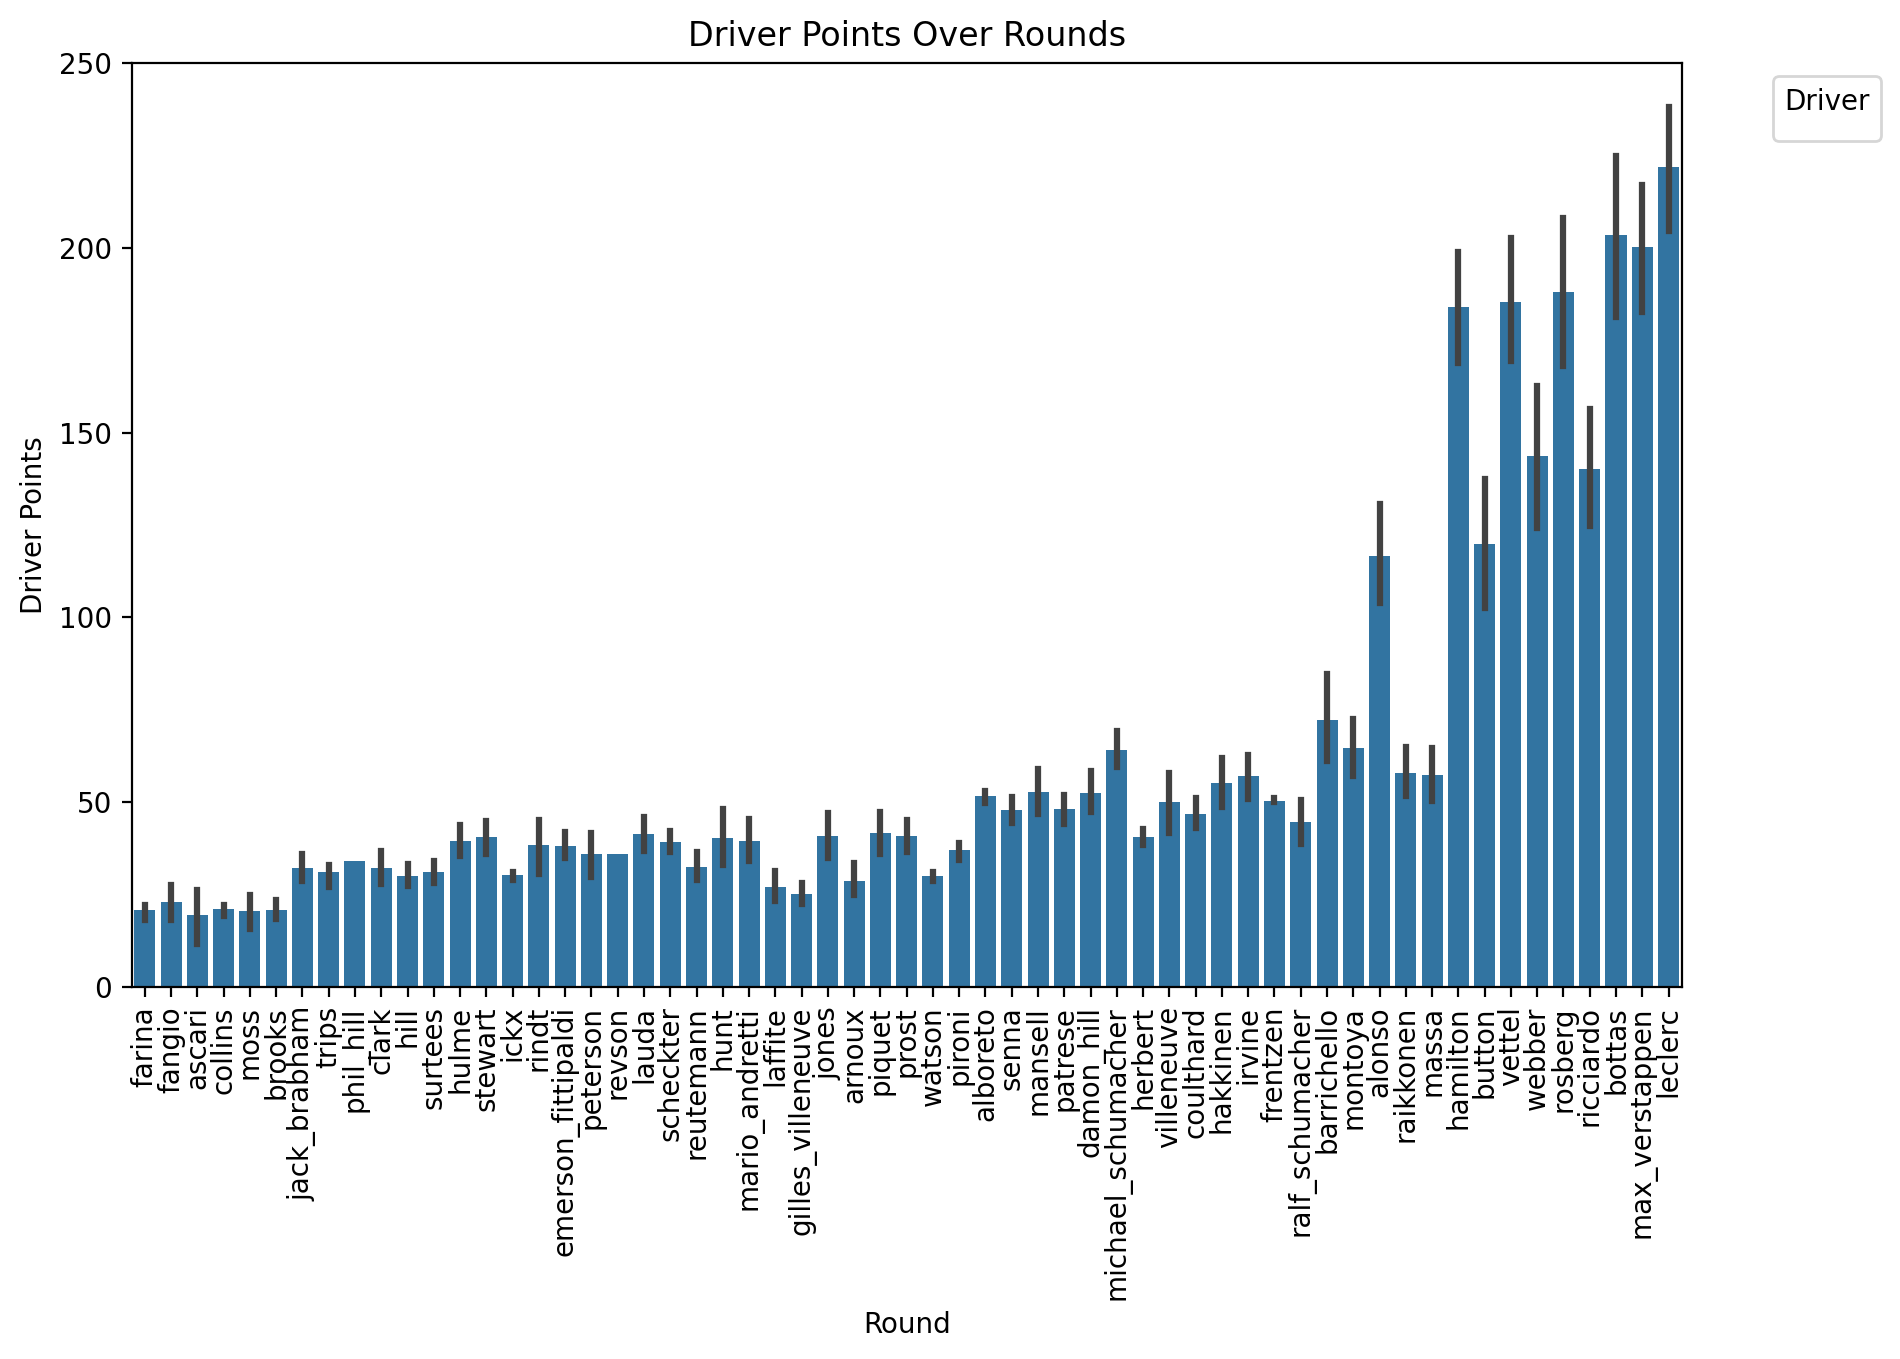 Driver Points Over Rounds
Driver
250
200
150
100
50
0
Driver Points
farina
fangio
ascari
collins
moss
brooks
jack_brabham
trips
phil_hill
clark
hill
surtees
hulme
stewart
ickx
rindt
emerson_fittipaldi
peterson
revson
lauda
scheckter
reutemann
hunt
mario_andretti
laffite
gilles_villeneuve
jones
arnoux
piquet
prost
watson
pironi
alboreto
senna
mansell
patrese
damon_hill
michael_schumacher
herbert
villeneuve
coulthard
hakkinen
irvine
frentzen
ralf_schumacher
barrichello
montoya
alonso
raikkonen
massa
hamilton
button
vettel
webber
rosberg
ricciardo
bottas
max_verstappen
leclerc
Round